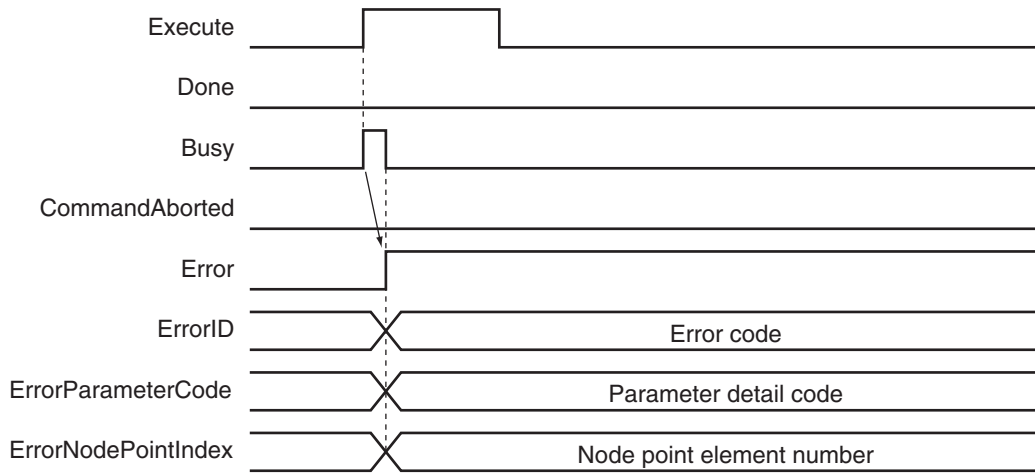 Execute
Done
Busy
CommandAborted
Error
ErrorID
Error code
ErrorParameterCode
Parameter detail code
ErrorNodePointIndex
Node point element number